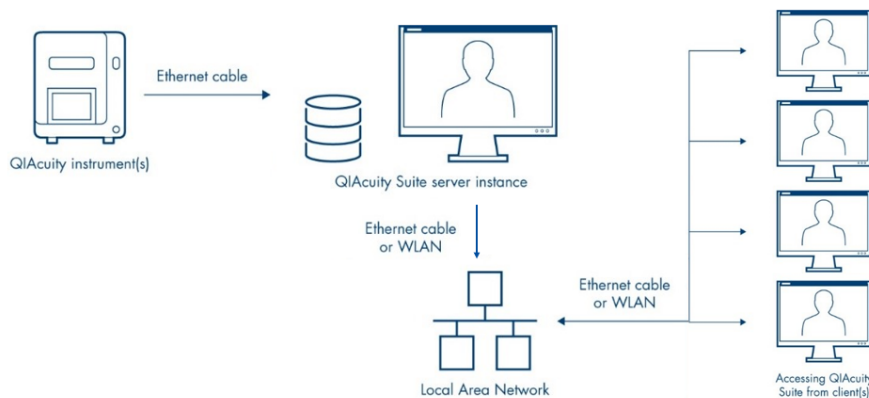 Ethernet cable
QIAcuity instrument(s)
QIAcuity Suite server instance
Ethernet cable
or WLAN
Ethernet cable
or WLAN
Local Area Network
Accessing QIAcuity
Suite from client(s)